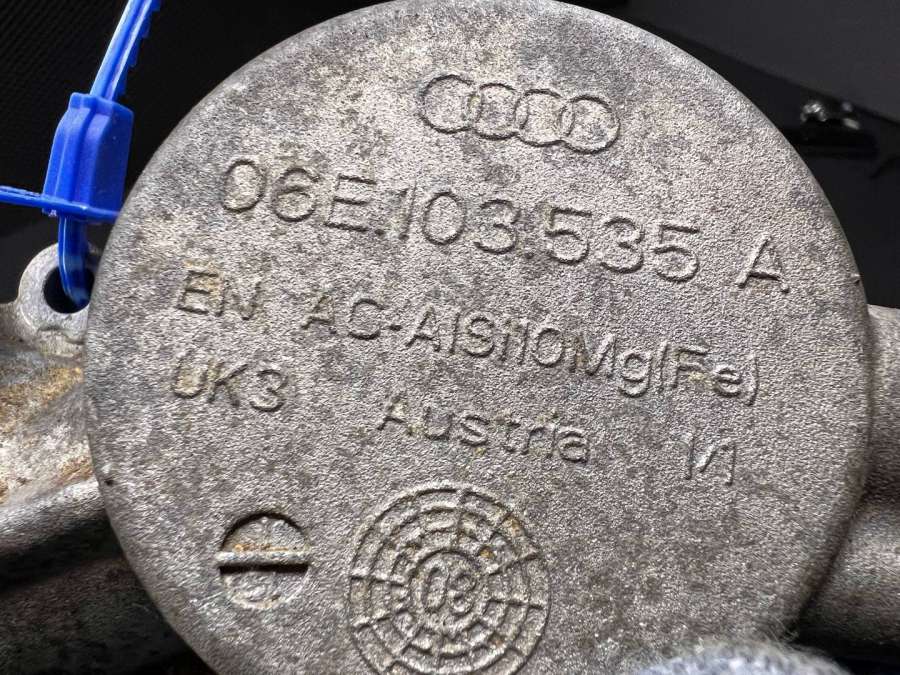 06E.103.535 A
EN AC-AlSi10Mg(Fe)
UK3 Austria 1/1
08